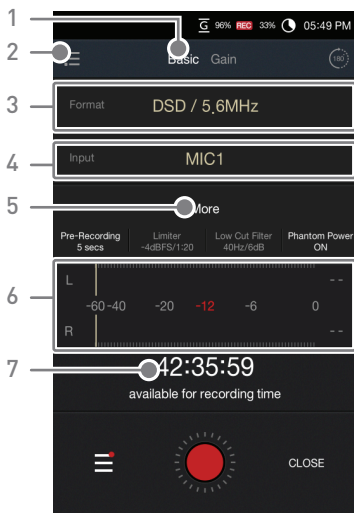 1
G 96% REC 33% 05:49 PM
2
Basic Gain 180
3
Format DSD / 5.6MHz
4
Input MIC1
5
More
Pre-Recording Limiter Low Cut Filter Phantom Power
5 secs -4dBFS/1:20 40Hz/6dB ON
6
L --
-60 -40 -20 -12 -6 0
R --
7
42:35:59
available for recording time
CLOSE